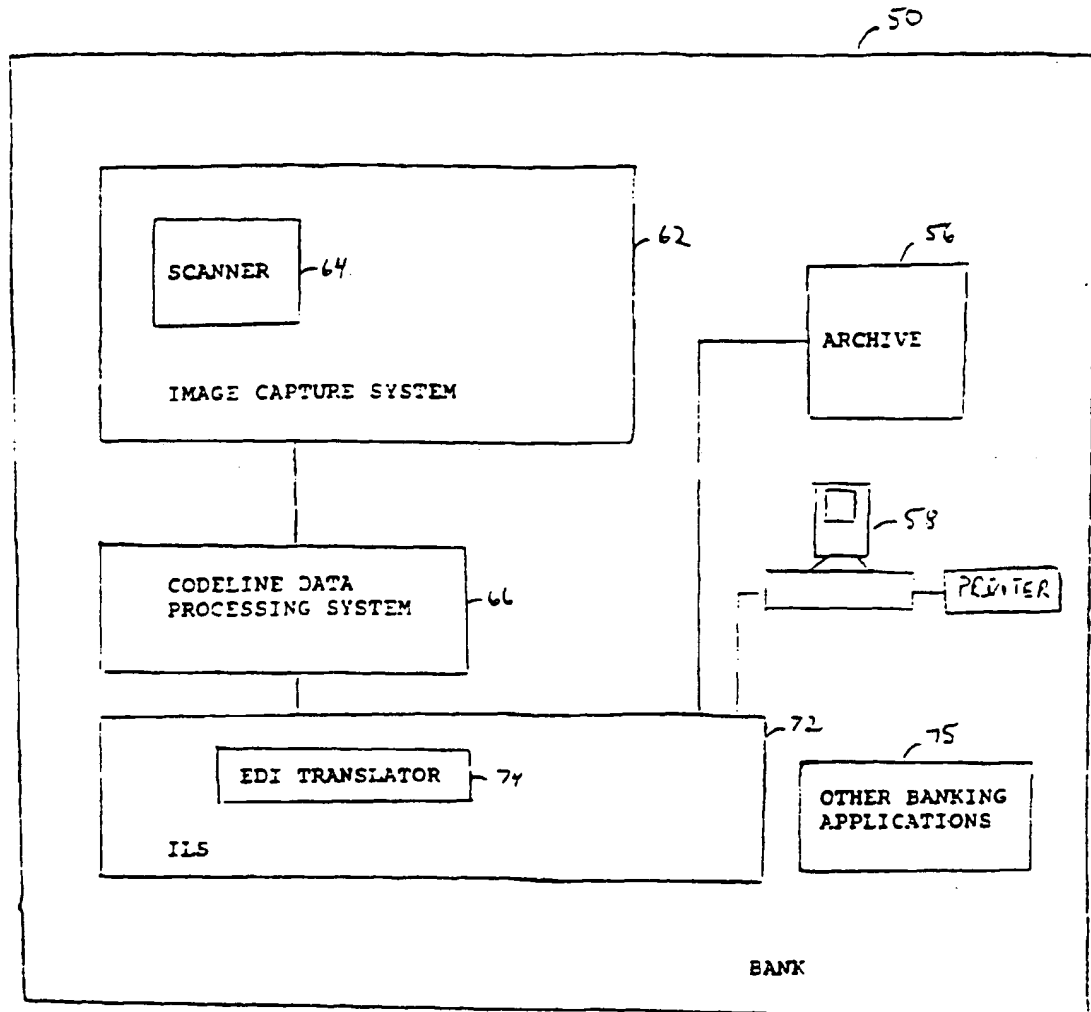 50
62
SCANNER
64
56
ARCHIVE
IMAGE CAPTURE SYSTEM
58
PRINTER
CODELINE DATA
PROCESSING SYSTEM
66
72
EDI TRANSLATOR
74
75
OTHER BANKING
APPLICATIONS
ILS
BANK